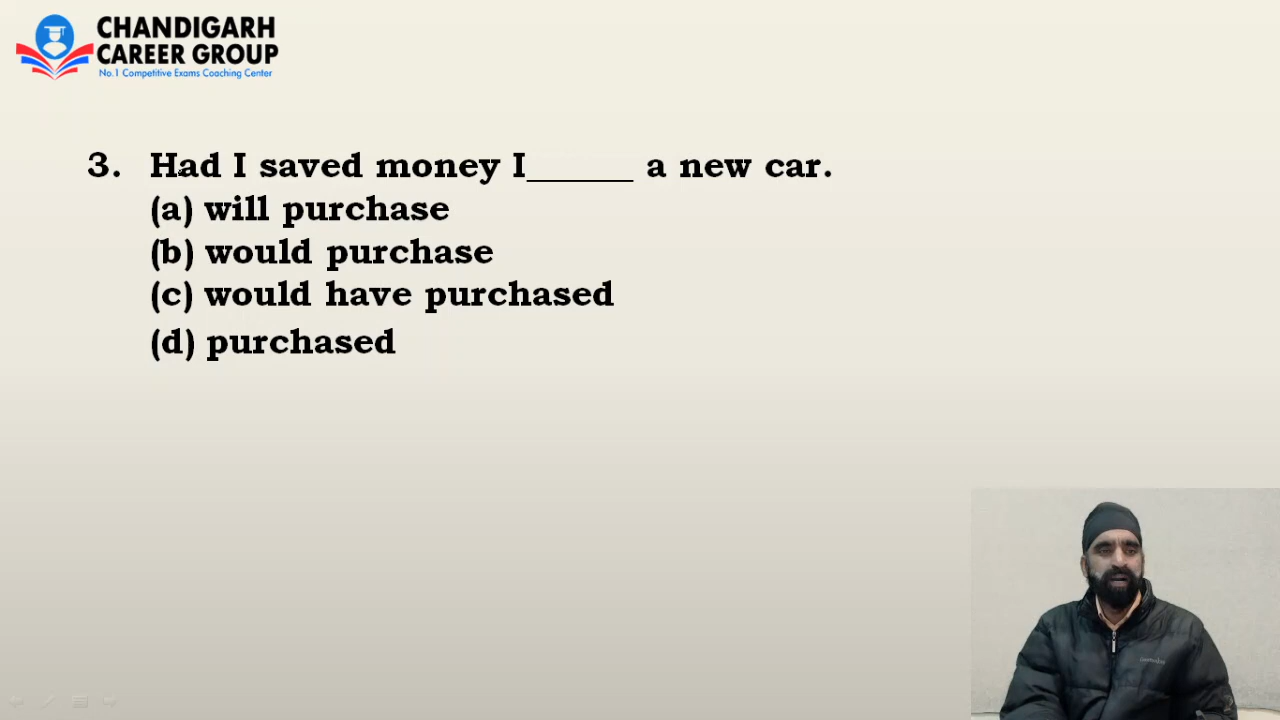 CHANDIGARH
CAREER GROUP
No.1 Competitive Exams Coaching Center
3. Had I saved money I______ a new car.
(a) will purchase
(b) would purchase
(c) would have purchased
(d) purchased